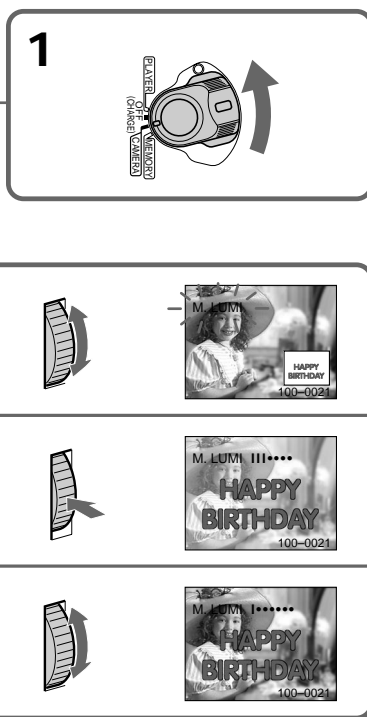 1
PLAYER
OFF
(CHARGE)
CAMERA
MEMORY
M. LUMI
HAPPY
BIRTHDAY
100–0021
M. LUMI III••••
HAPPY
BIRTHDAY
100–0021
M. LUMI I••••••
HAPPY
BIRTHDAY
100–0021